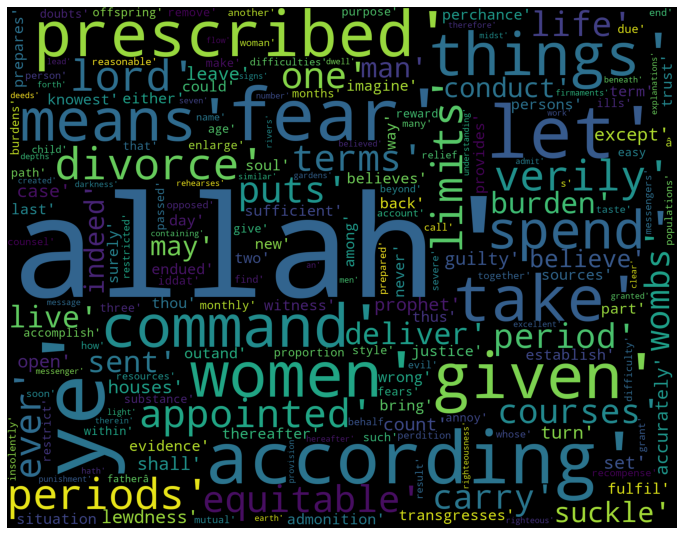 doubts' offspring' another' purpose' perchance' life' due' end'
prepares' prescribed' remove' woman' therefore' things' midst'
lord' leave' one' man' conduct' trust'
deeds' person' forth' reasonable' make' difficulties' dwell' signs'
knowest' either' could' months' imagine' persons' term' ills'
burdens' means' name' fear' number' seven' reward' let' except' â
child' that' age' enlarge' rivers' many' way' limits' provides' work' easy'
depths' divorce' soul' similar' terms' relief' understanding' admit' verily
path' created' darkness' rehearses' gardens' believes' beyond' s'
case' last' indeed' surely' restricted' passed' opposed' puts' sufficient' back' account' burden' taste' populations'
counsel' containing' day' give' new' among' call' spend' messengers'
may' endued' two' find' prepared' never' severe' guilty' believe' clear'
allah' iddat' an' men' together' sources' granted'
message' three' thou' monthly' witness' prophet' thus' excellent' part' wombs'
live' accomplish' how' command' deliver' take' period' establish'
ever' open' sent' outand' proportion' style' justice' difficulty'
messenger' resources' houses' substance' fears' wrong' evil' given' accurately'
soon' light' therein' women' bring' annoy' courses' grant'
ye' restrict' within' appointed' thereafter' count' behalf' such' perdition' turn' whose'
insolently' hath' evidence' shall' hereafter' according' righteousness' set' recompense'
periods' punishment' fatherâ equitable' provision' result' carry' fulfil'
situation' lewdness' mutual' earth' admonition' transgresses' righteous' suckle'
explanations' firmaments' beneath'